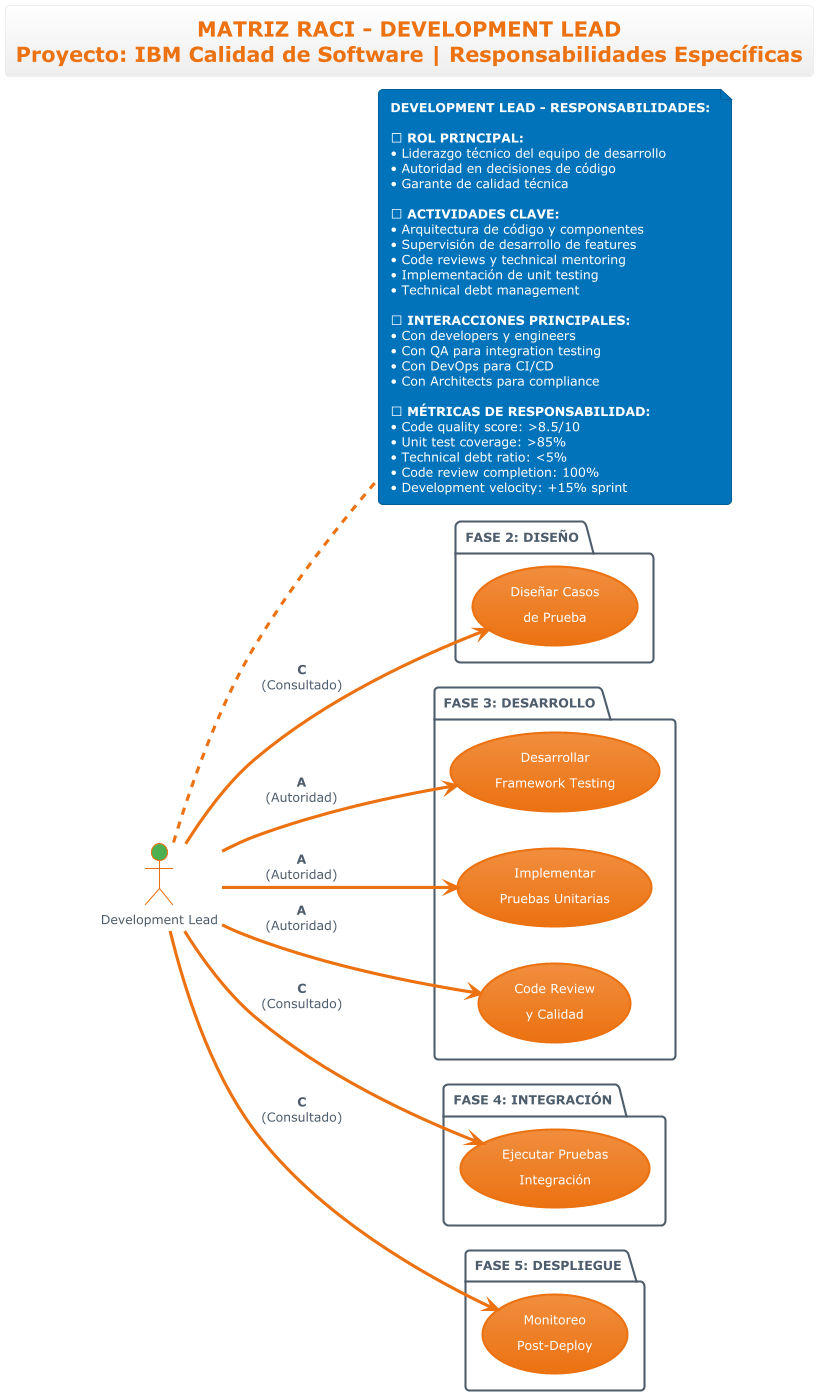 MATRIZ RACI - DEVELOPMENT LEAD
Proyecto: IBM Calidad de Software | Responsabilidades Específicas
DEVELOPMENT LEAD - RESPONSABILIDADES:
ROL PRINCIPAL:
• Liderazgo técnico del equipo de desarrollo
• Autoridad en decisiones de código
• Garante de calidad técnica
ACTIVIDADES CLAVE:
• Arquitectura de código y componentes
• Supervisión de desarrollo de features
• Code reviews y technical mentoring
• Implementación de unit testing
• Technical debt management
INTERACCIONES PRINCIPALES:
• Con developers y engineers
• Con QA para integration testing
• Con DevOps para CI/CD
• Con Architects para compliance
MÉTRICAS DE RESPONSABILIDAD:
• Code quality score: >8.5/10
• Unit test coverage: >85%
• Technical debt ratio: <5%
• Code review completion: 100%
• Development velocity: +15% sprint
FASE 2: DISEÑO
Diseñar Casos
de Prueba
C
(Consultado)
FASE 3: DESARROLLO
Desarrollar
Framework Testing
A
(Autoridad)
Implementar
Pruebas Unitarias
A
(Autoridad)
Development Lead
A
(Autoridad)
Code Review
y Calidad
C
(Consultado)
FASE 4: INTEGRACIÓN
Ejecutar Pruebas
Integración
C
(Consultado)
FASE 5: DESPLIEGUE
Monitoreo
Post-Deploy